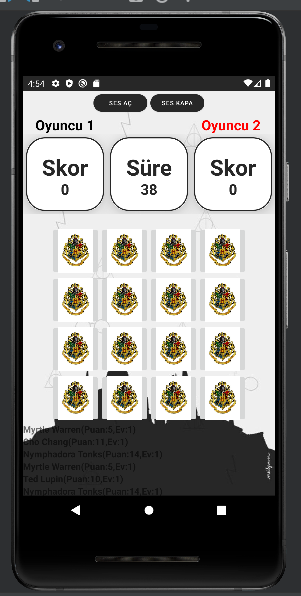 4:54
SES AÇ SES KAPA
Oyuncu 1 Oyuncu 2
Skor Süre Skor
0 38 0
Myrtle Warren(Puan:5,Ev:1)
Cho Chang(Puan:11,Ev:1)
Nymphadora Tonks(Puan:14,Ev:1)
Myrtle Warren(Puan:5,Ev:1)
Ted Lupin(Puan:10,Ev:1)
Nymphadora Tonks(Puan:14,Ev:1)